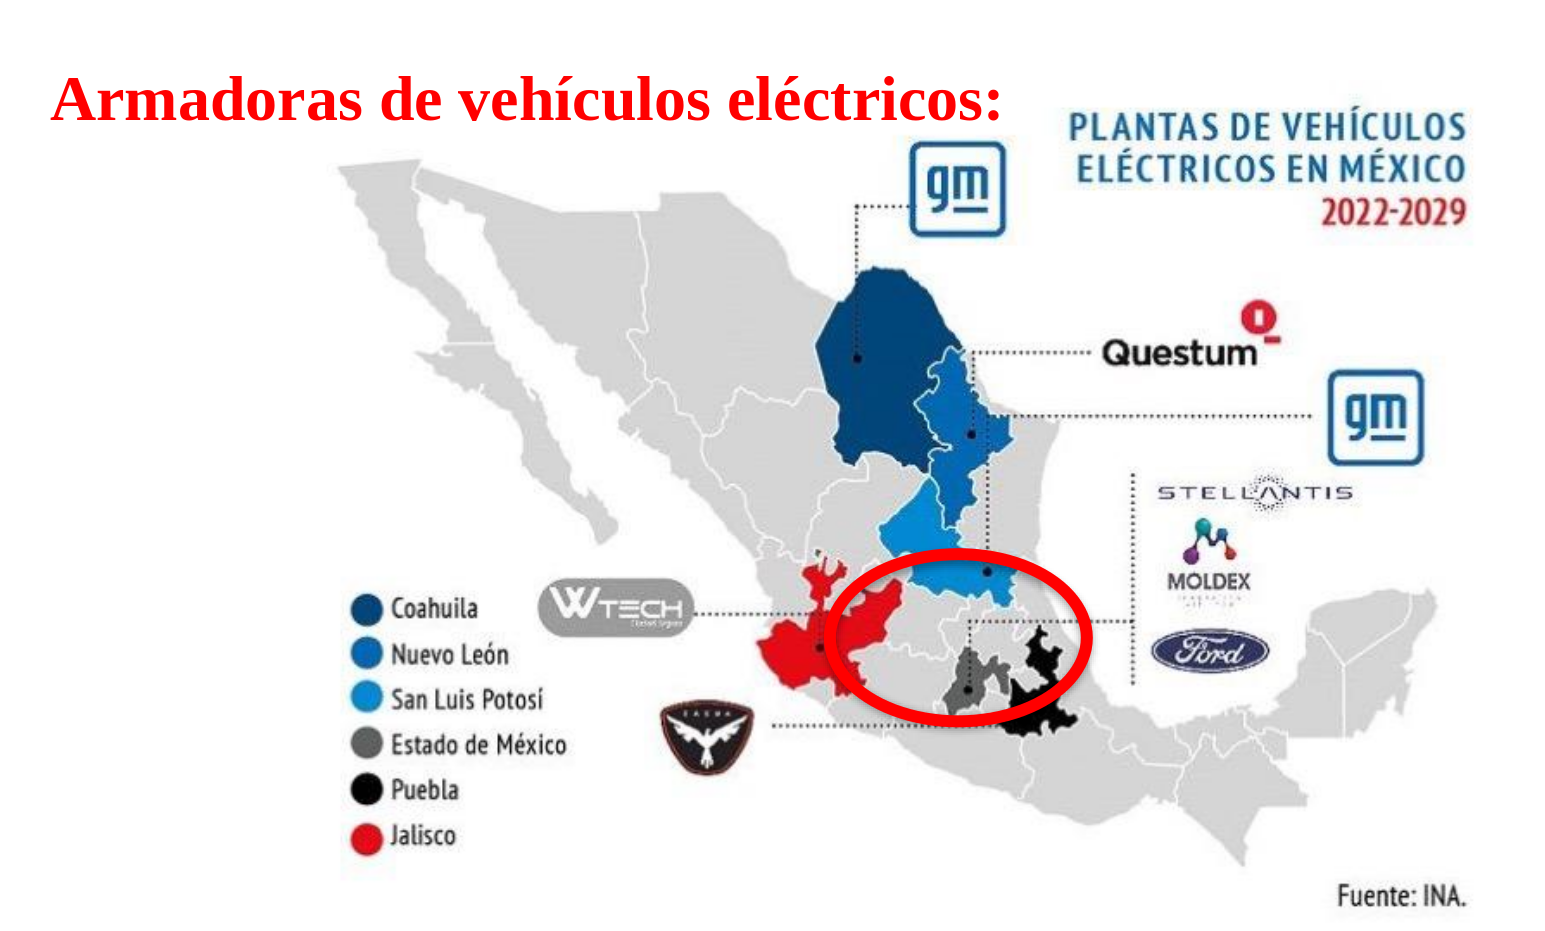 Armadoras de vehículos eléctricos:
PLANTAS DE VEHÍCULOS
ELÉCTRICOS EN MÉXICO
2022-2029
gm
Questum
gm
STELLANTIS
MOLDEX
Ford
WTECH
Coahuila
Nuevo León
San Luis Potosí
Estado de México
Puebla
Jalisco
Fuente: INA.